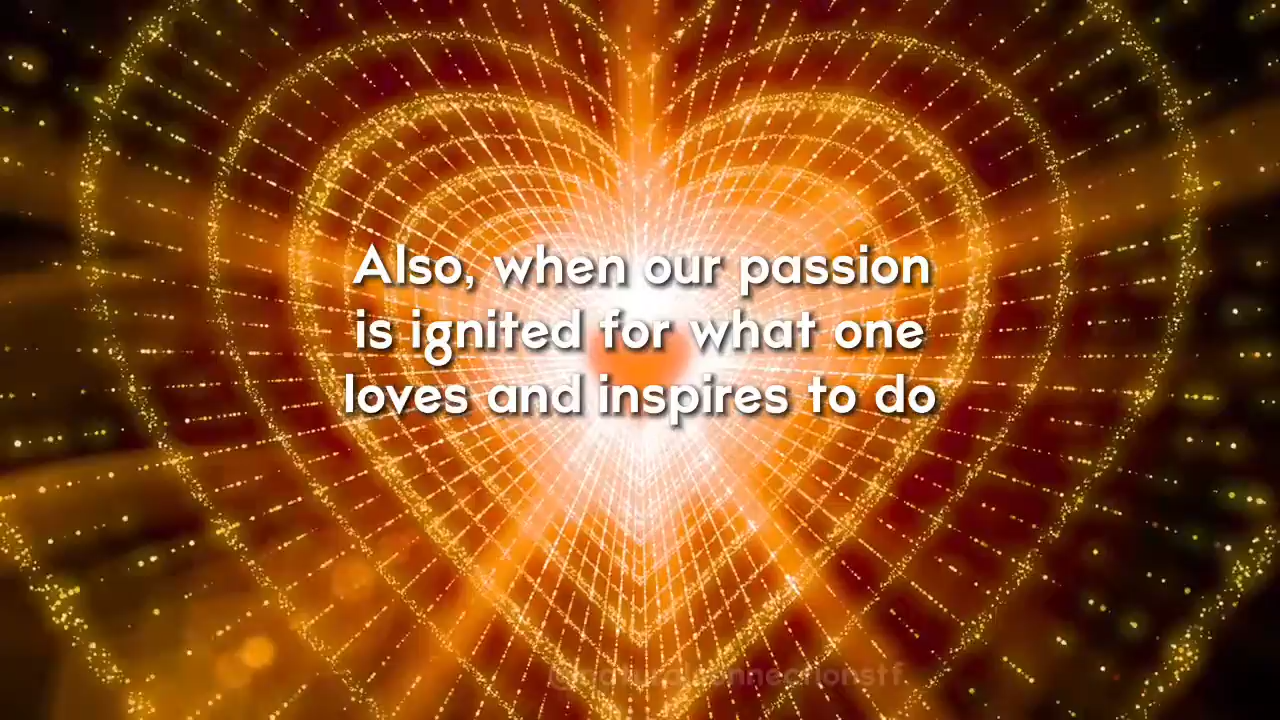 Also, when our passion
is ignited for what one
loves and inspires to do